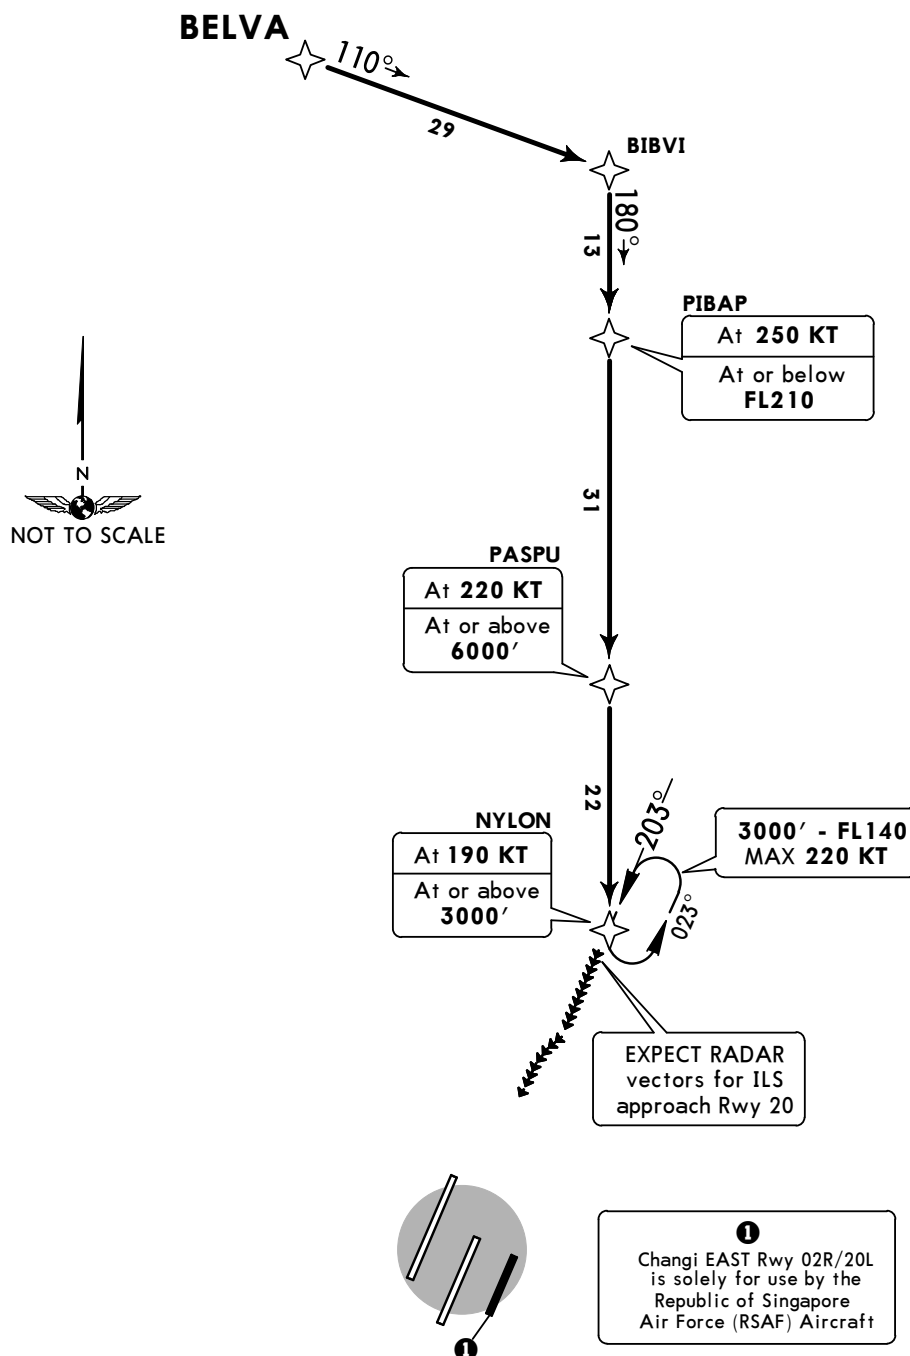 BELVA
110°
29
BIBVI
180°
13
PIBAP
At 250 KT
At or below
FL210
N
NOT TO SCALE
31
PASPU
At 220 KT
At or above
6000′
22
NYLON
At 190 KT
At or above
3000′
203°
023°
3000′ - FL140
MAX 220 KT
EXPECT RADAR
vectors for ILS
approach Rwy 20
1
1
Changi EAST Rwy 02R/20L
is solely for use by the
Republic of Singapore
Air Force (RSAF) Aircraft